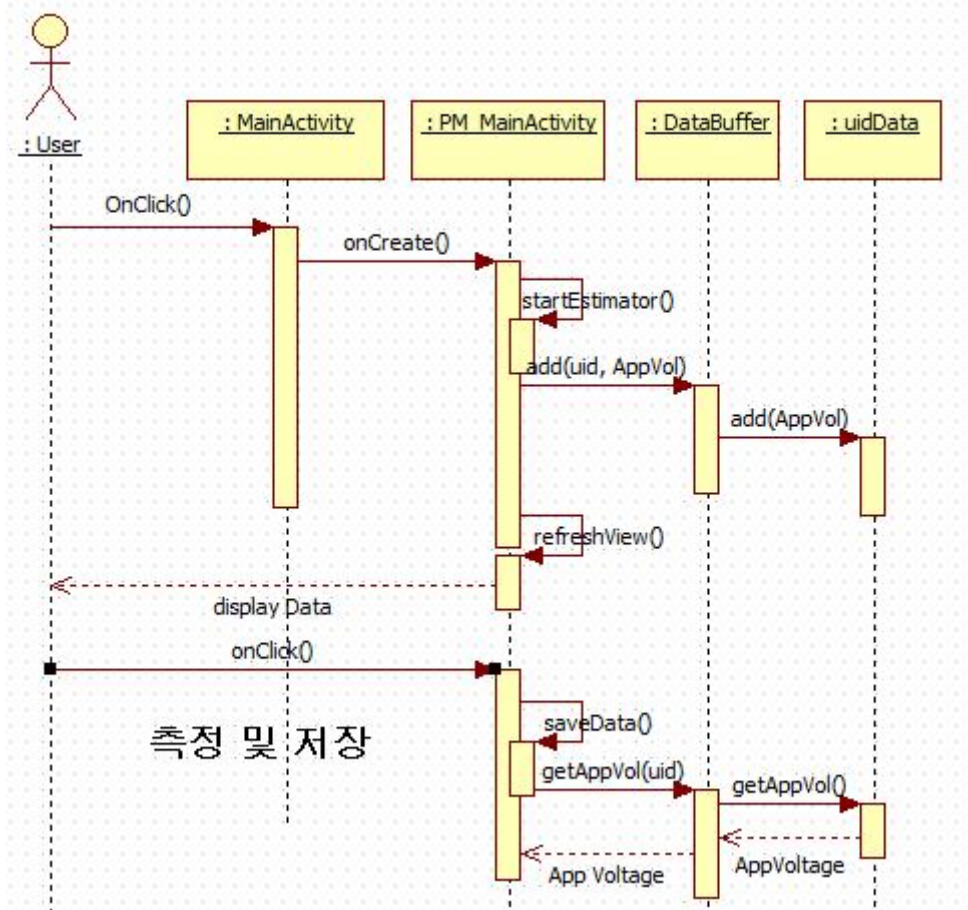 : User
: MainActivity
: PM_MainActivity
: DataBuffer
: uidData
OnClick()
onCreate()
startEstimator()
add(uid, AppVol)
add(AppVol)
refreshView()
display Data
onClick()
측정 및 저장
saveData()
getAppVol(uid)
getAppVol()
AppVoltage
App Voltage